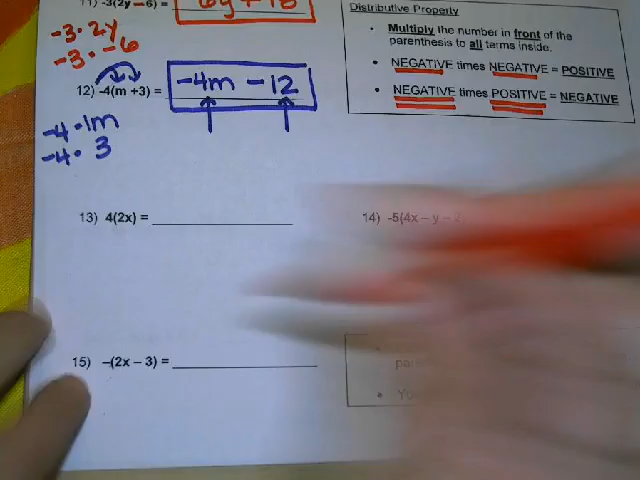 11) -3(2y – 6) = -6y + 18
-3 · 2y
-3 · -6
Distributive Property
• Multiply the number in front of the
parenthesis to all terms inside.
• NEGATIVE times NEGATIVE = POSITIVE
• NEGATIVE times POSITIVE = NEGATIVE
12) -4(m +3) = -4m - 12
-4 · 1m
-4 · 3
13) 4(2x) =
14) -5(4x – y –
15) –(2x – 3) =